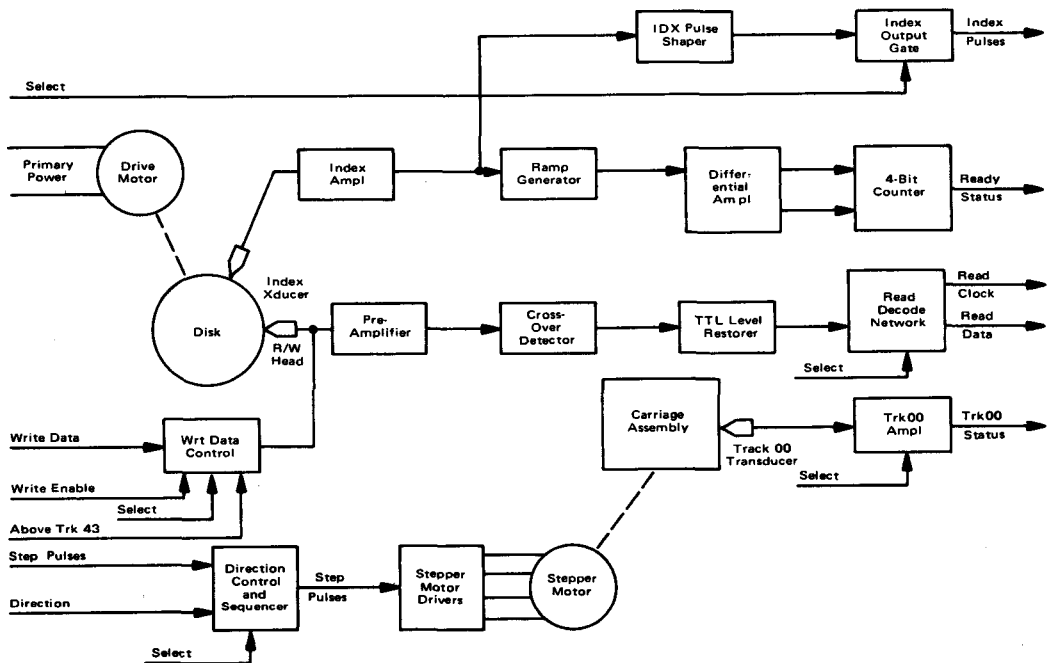 IDX Pulse
Shaper
Index
Output
Gate
Index
Pulses
Select
Primary
Power
Drive
Motor
Index
Ampl
Ramp
Generator
Differ-
ential
Ampl
4-Bit
Counter
Ready
Status
Index
Xducer
Disk
R/W
Head
Pre-
Amplifier
Cross-
Over
Detector
TTL Level
Restorer
Read
Decode
Network
Read
Clock
Read
Data
Select
Write Data
Wrt Data
Control
Write Enable
Select
Above Trk 43
Carriage
Assembly
Track 00
Transducer
Trk00
Ampl
Trk00
Status
Select
Step Pulses
Direction
Direction
Control
and
Sequencer
Select
Step
Pulses
Stepper
Motor
Drivers
Stepper
Motor